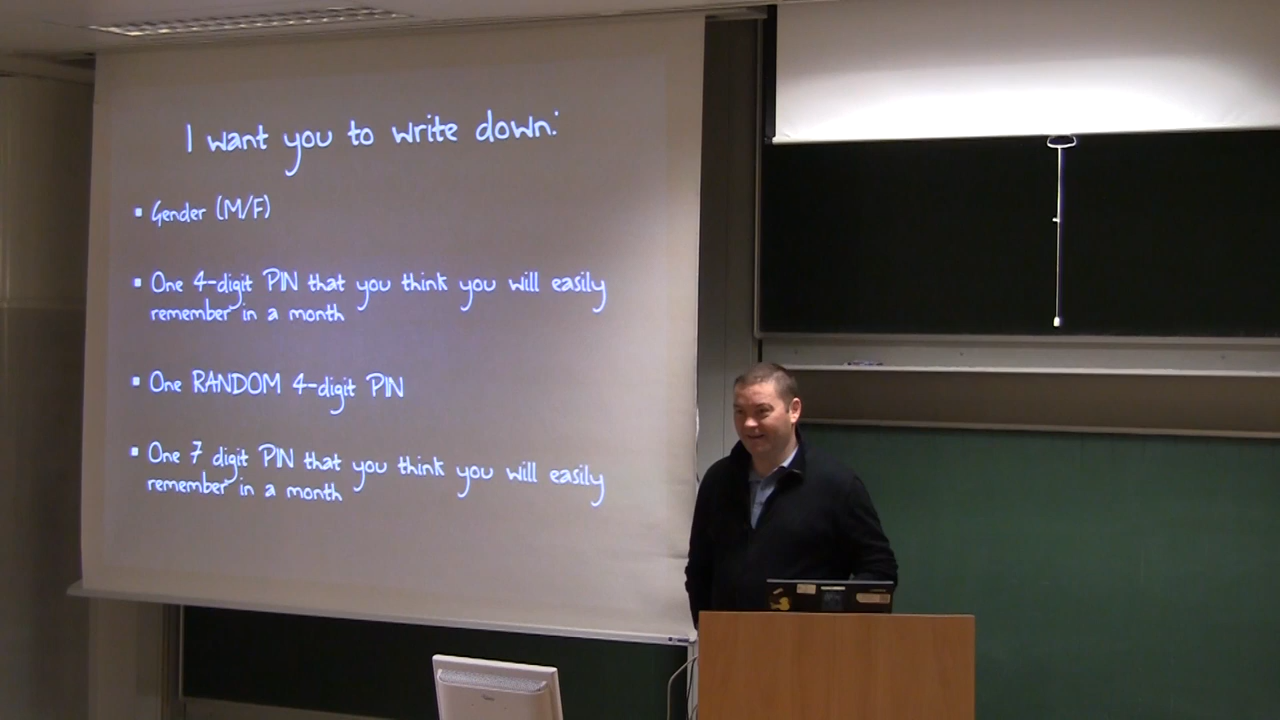 I want you to write down:
▪ Gender (M/F)
▪ One 4-digit PIN that you think you will easily
remember in a month
▪ One RANDOM 4-digit PIN
▪ One 7 digit PIN that you think you will easily
remember in a month